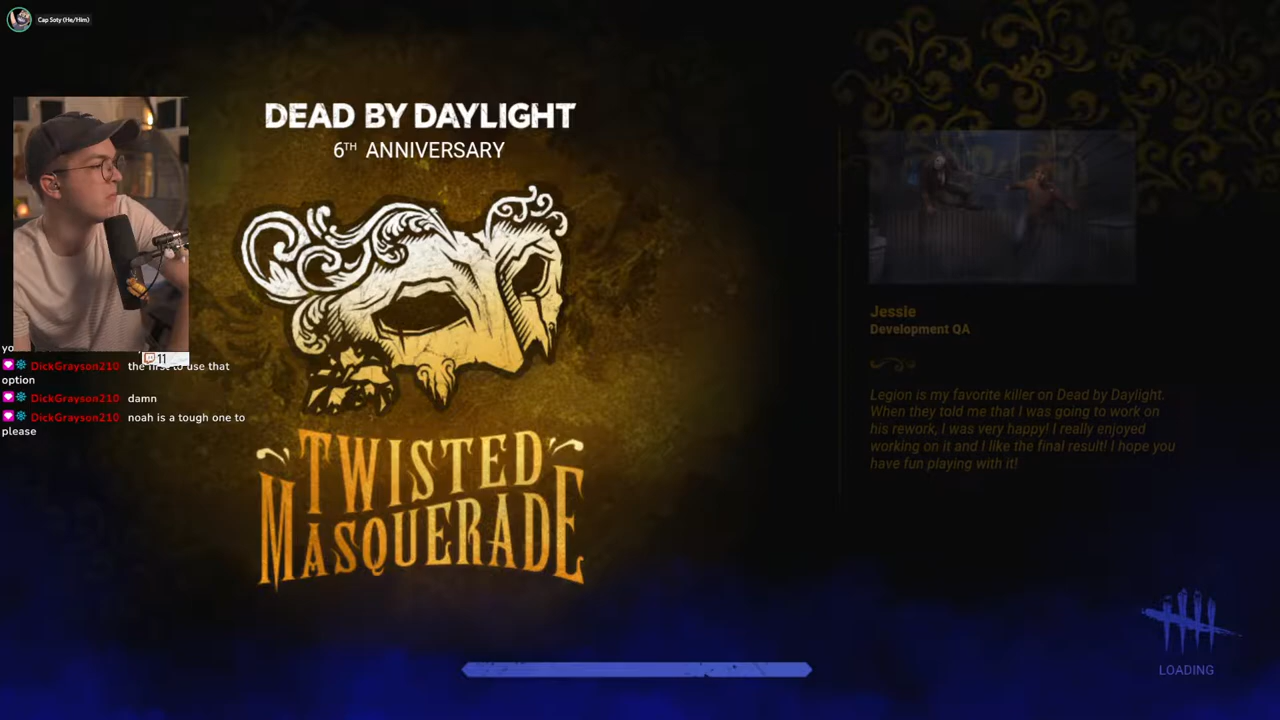 Cap Soty (He/Him)
DEAD BY DAYLIGHT
6TH ANNIVERSARY
TWISTED
MASQUERADE
Jessie
Development QA
Legion is my favorite killer on Dead by Daylight.
When they told me that I was going to work on
his rework, I was very happy! I really enjoyed
working on it and I like the final result! I hope you
have fun playing with it!
11
DickGrayson210 the first to use that
option
DickGrayson210 damn
DickGrayson210 noah is a tough one to
please
LOADING